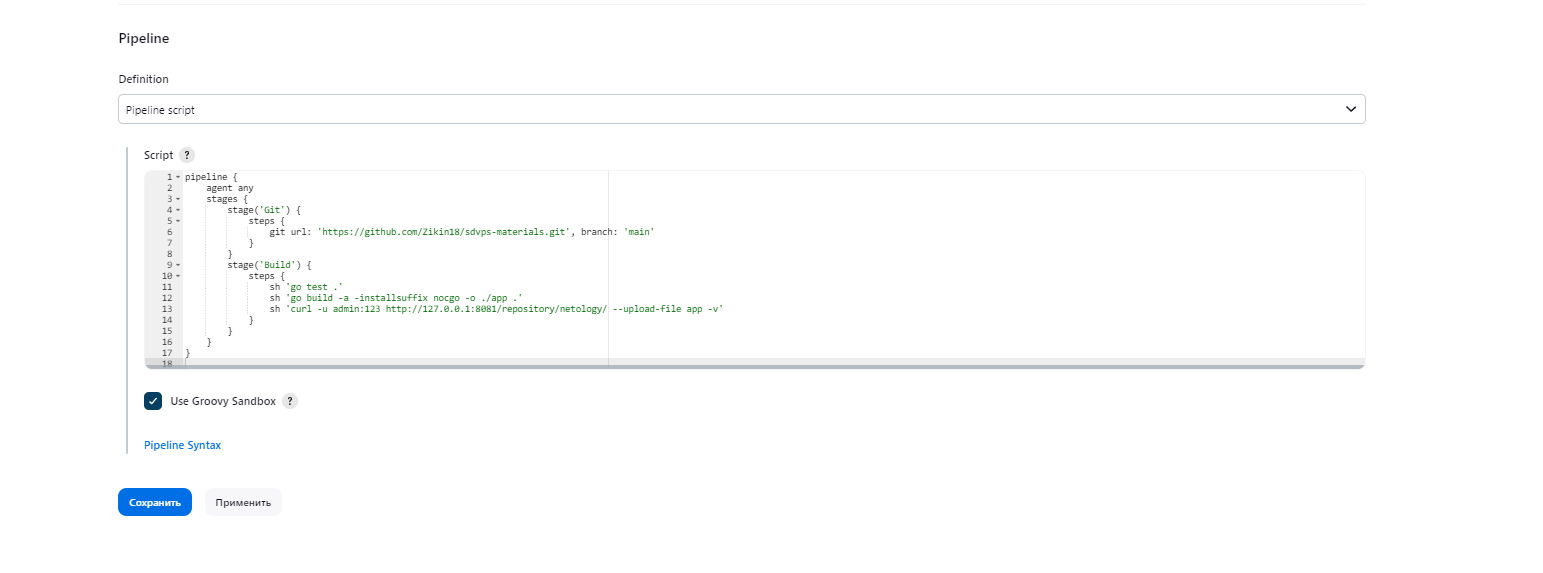 Pipeline
Definition
Pipeline script
Script ?
1 pipeline {
2     agent any
3     stages {
4         stage('Git') {
5             steps {
6                 git url: 'https://github.com/Zikin18/sdvps-materials.git', branch: 'main'
7             }
8         }
9         stage('Build') {
10             steps {
11                 sh 'go test .'
12                 sh 'go build -a -installsuffix nocgo -o ./app .'
13                 sh 'curl -u admin:123 http://127.0.0.1:8081/repository/netology/ --upload-file app -v'
14             }
15         }
16     }
17 }
18
Use Groovy Sandbox ?
Pipeline Syntax
Сохранить Применить